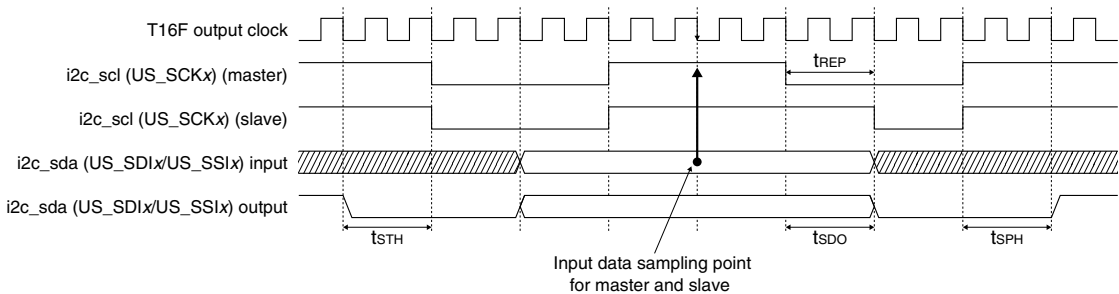 T16F output clock
i2c_scl (US_SCKx) (master)
tREP
i2c_scl (US_SCKx) (slave)
i2c_sda (US_SDIx/US_SSIx) input
i2c_sda (US_SDIx/US_SSIx) output
tSTH
tSDO
tSPH
Input data sampling point
for master and slave